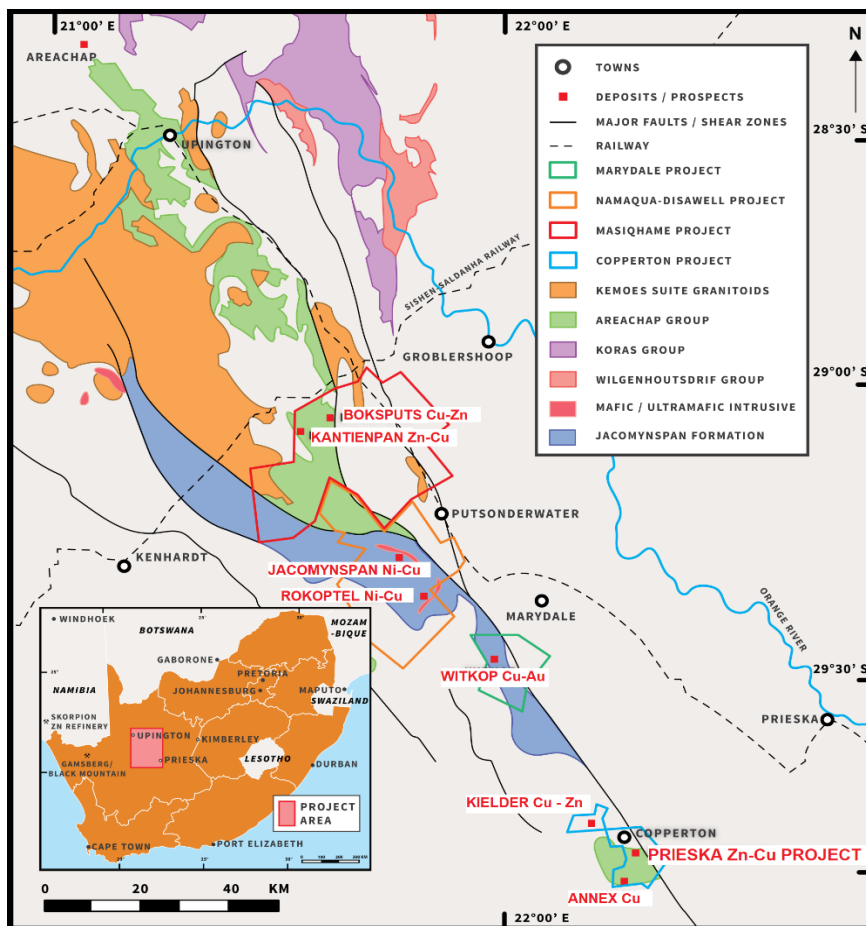 21°00' E
22°00' E
N
AREACHAP
UPINGTON
28°30' S
TOWNS
DEPOSITS / PROSPECTS
MAJOR FAULTS / SHEAR ZONES
RAILWAY
MARYDALE PROJECT
NAMAQUA-DISAWELL PROJECT
MASIQHAME PROJECT
COPPERTON PROJECT
KEMOES SUITE GRANITOIDS
AREACHAP GROUP
KORAS GROUP
WILGENHOUTSDRIF GROUP
MAFIC / ULTRAMAFIC INTRUSIVE
JACOMYNSPAN FORMATION
SISHEN-SALDANHA RAILWAY
GROBLERSHOOP
29°00' S
BOKSPUTS Cu-Zn
KANTIENPAN Zn-Cu
PUTSONDERWATER
KENHARDT
JACOMYNSPAN Ni-Cu
ROKOPTEL Ni-Cu
MARYDALE
ORANGE RIVER
WITKOP Cu-Au
29°30' S
PRIESKA
KIELDER Cu - Zn
COPPERTON
PRIESKA Zn-Cu PROJECT
ANNEX Cu
22°00' E
WINDHOEK
BOTSWANA
MOZAM
-BIQUE
GABORONE
PRETORIA
JOHANNESBURG
MAPUTO
SWAZILAND
NAMIBIA
SKORPION
ZN REFINERY
UPINGTON
KIMBERLEY
GAMSBERG/
BLACK MOUNTAIN
PRIESKA
LESOTHO
DURBAN
PROJECT
AREA
CAPE TOWN
PORT ELIZABETH
0 20 40 KM